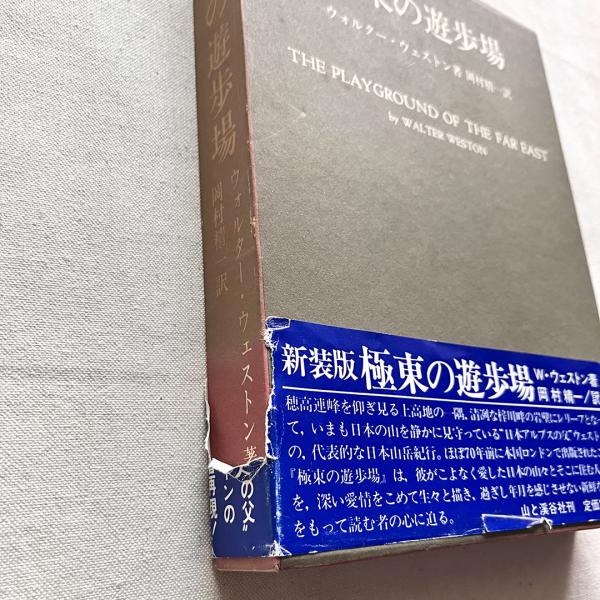 東の遊歩場
ウォルター・ウェストン著 岡村精一訳
THE PLAYGROUND OF THE FAR EAST
by WALTER WESTON
の遊歩場
ウォルター・ウェストン著
岡村精一訳
新装版 極東の遊歩場 W・ウェストン著
岡村精一/訳
穂高連峰を仰ぎ見る上高地の一隅、清冽な梓川畔の岩壁にレリーフとなっ
て、いまも日本の山を静かに見守っている"日本アルプスの父"ウェスト
の、代表的な日本山岳紀行。ほぼ70年前に本国ロンドンで出版されたこ
『極東の遊歩場』は、彼がこよなく愛した日本の山々とそこに住む人
を、深い愛情をこめて生々と描き、過ぎし年月を感じさせない新鮮な
をもって読む者の心に迫る。
山と溪谷社刊 定価
の父"
ンの
再現!